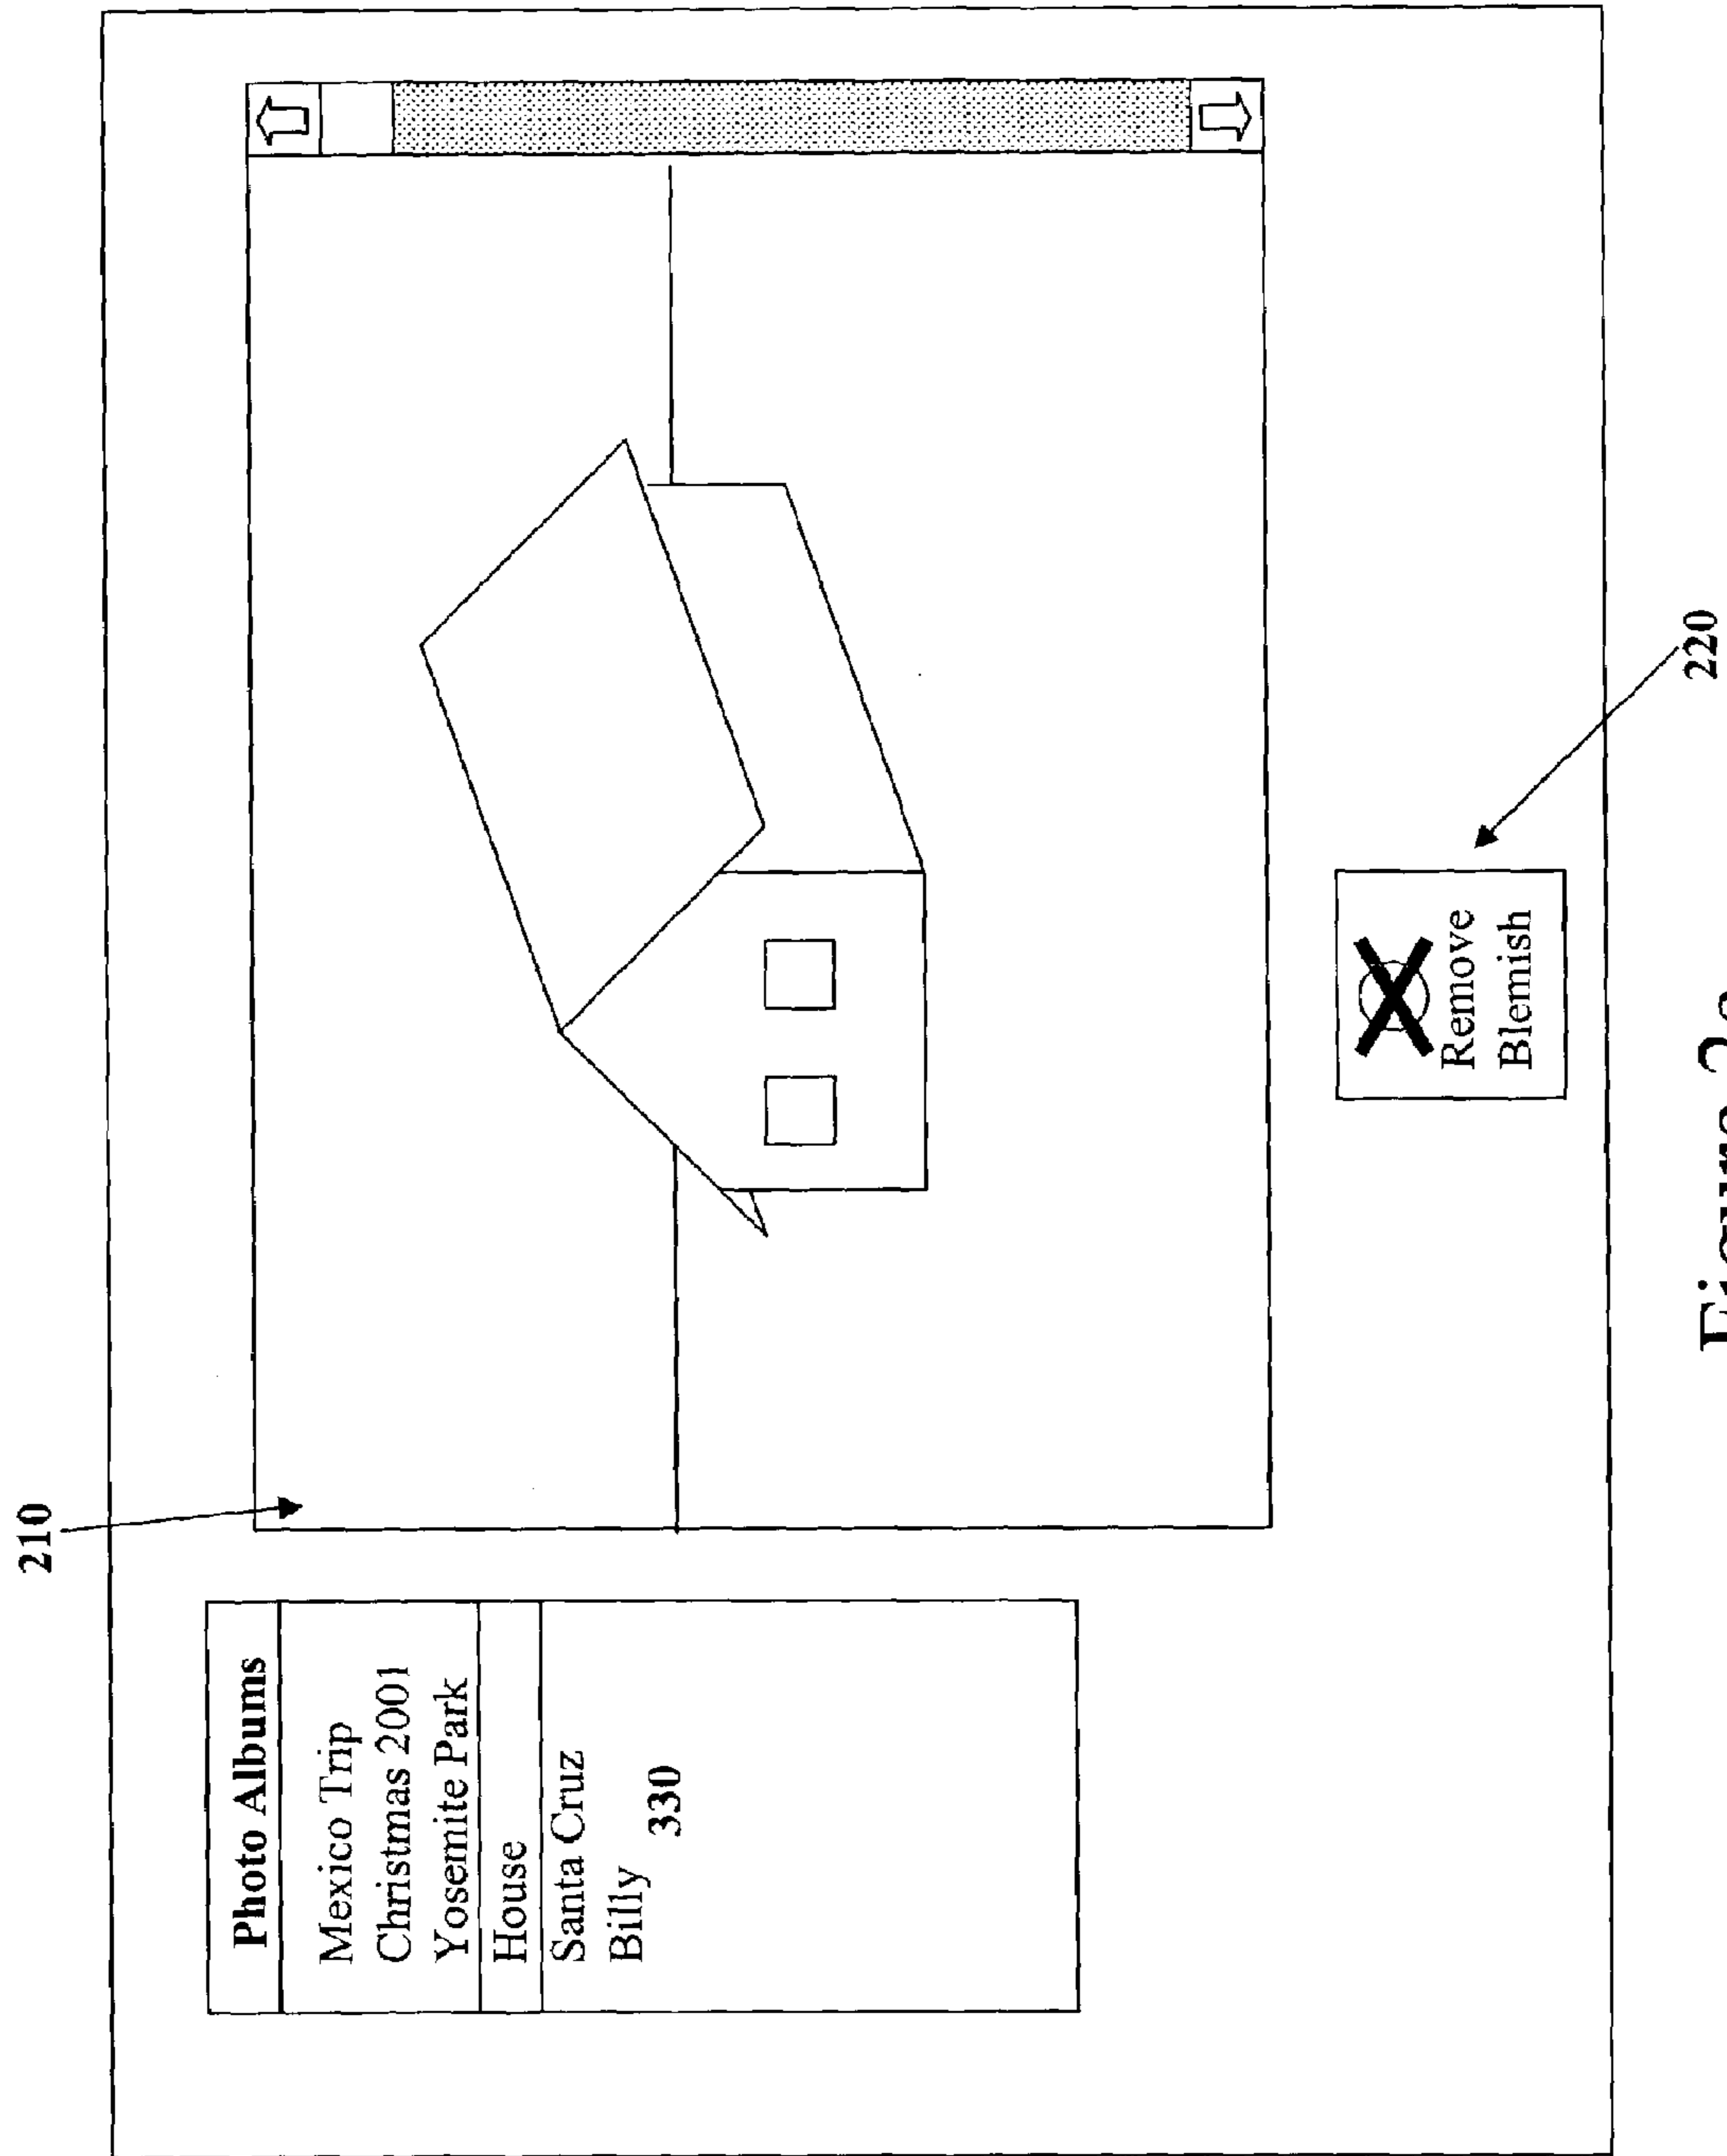 210
Photo Albums
Mexico Trip
Christmas 2001
Yosemite Park
House
Santa Cruz
Billy
330
Remove
Blemish
220